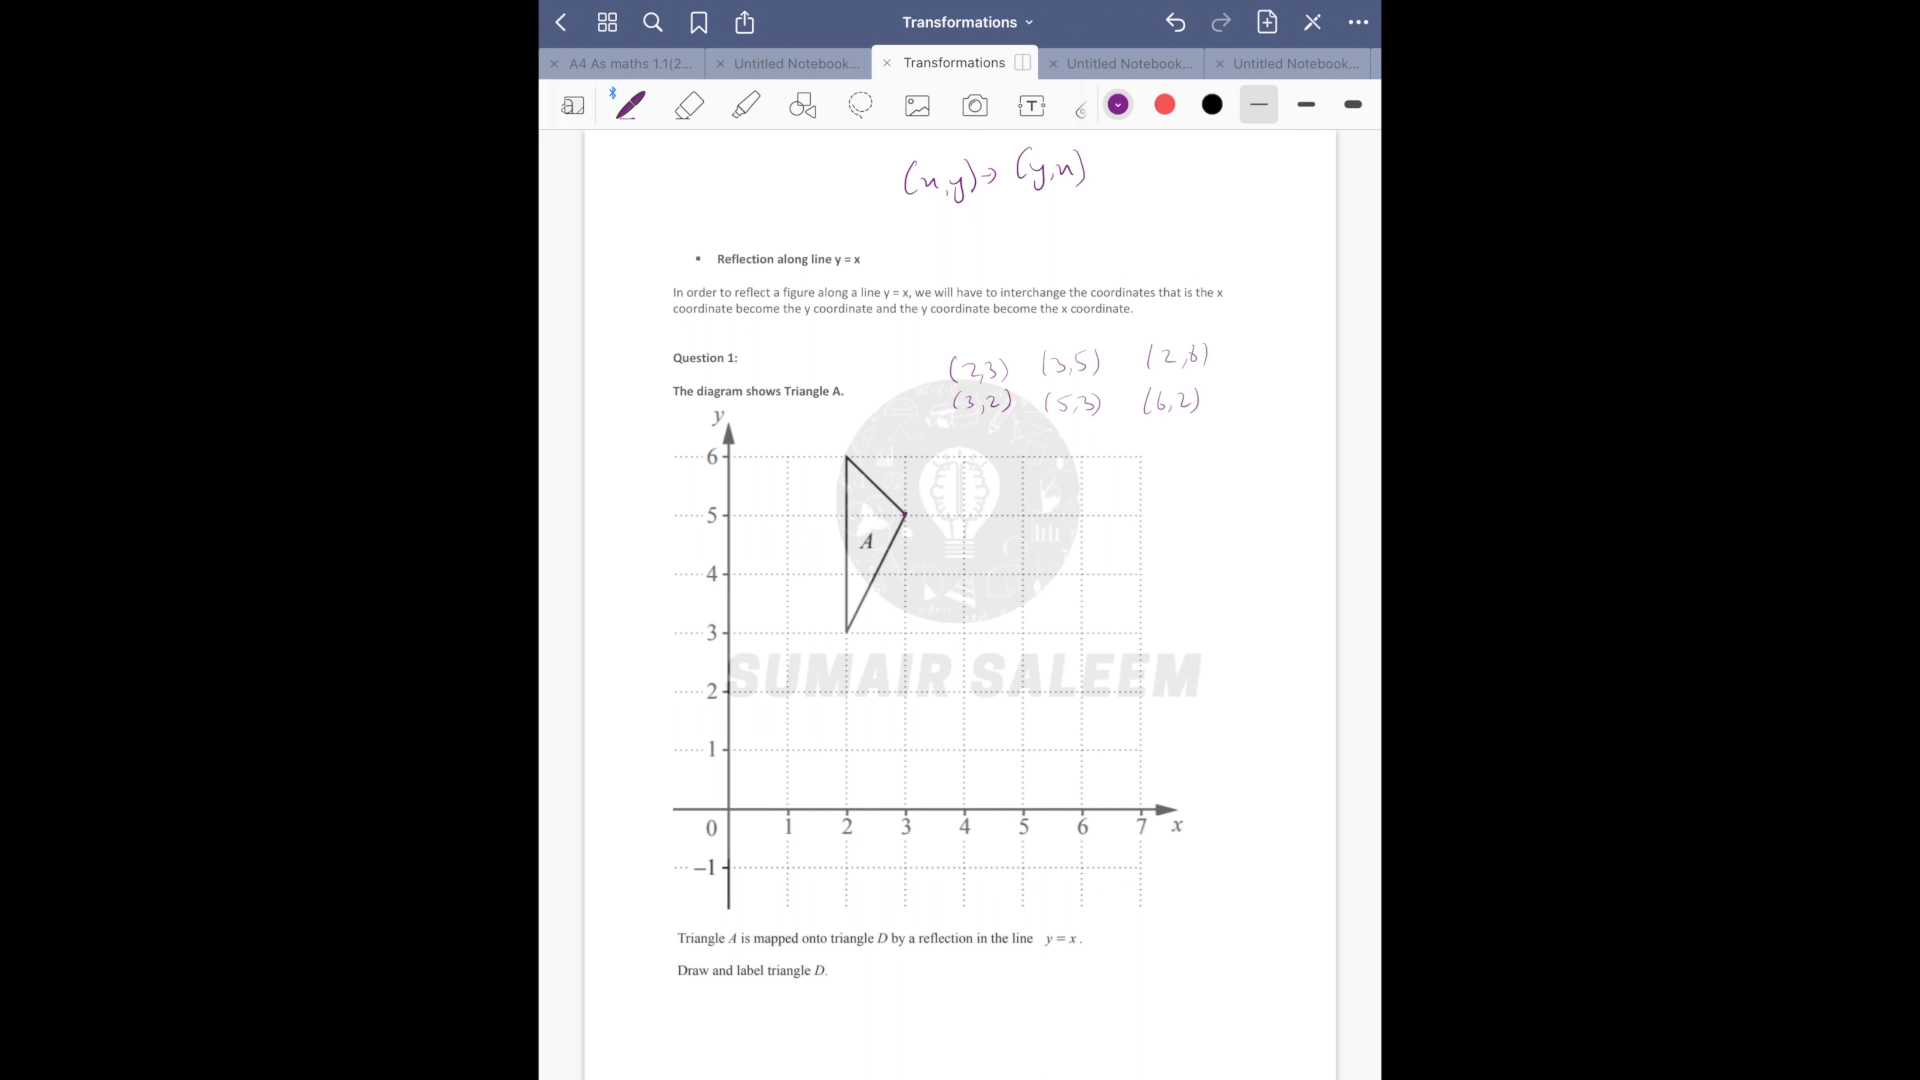 Transformations
A4 As maths 1.1(2... Untitled Notebook... Transformations Untitled Notebook... Untitled Notebook...
(x,y)→(y,x)
▪ Reflection along line y = x
In order to reflect a figure along a line y = x, we will have to interchange the coordinates that is the x
coordinate become the y coordinate and the y coordinate become the x coordinate.
Question 1:
(2,3) (3,5) (2,6)
The diagram shows Triangle A.
(3,2) (5,3) (6,2)
y
6
5
A
4
3
SUMAIR SALEEM
2
1
0 1 2 3 4 5 6 7 x
−1
Triangle A is mapped onto triangle D by a reflection in the line y = x .
Draw and label triangle D.